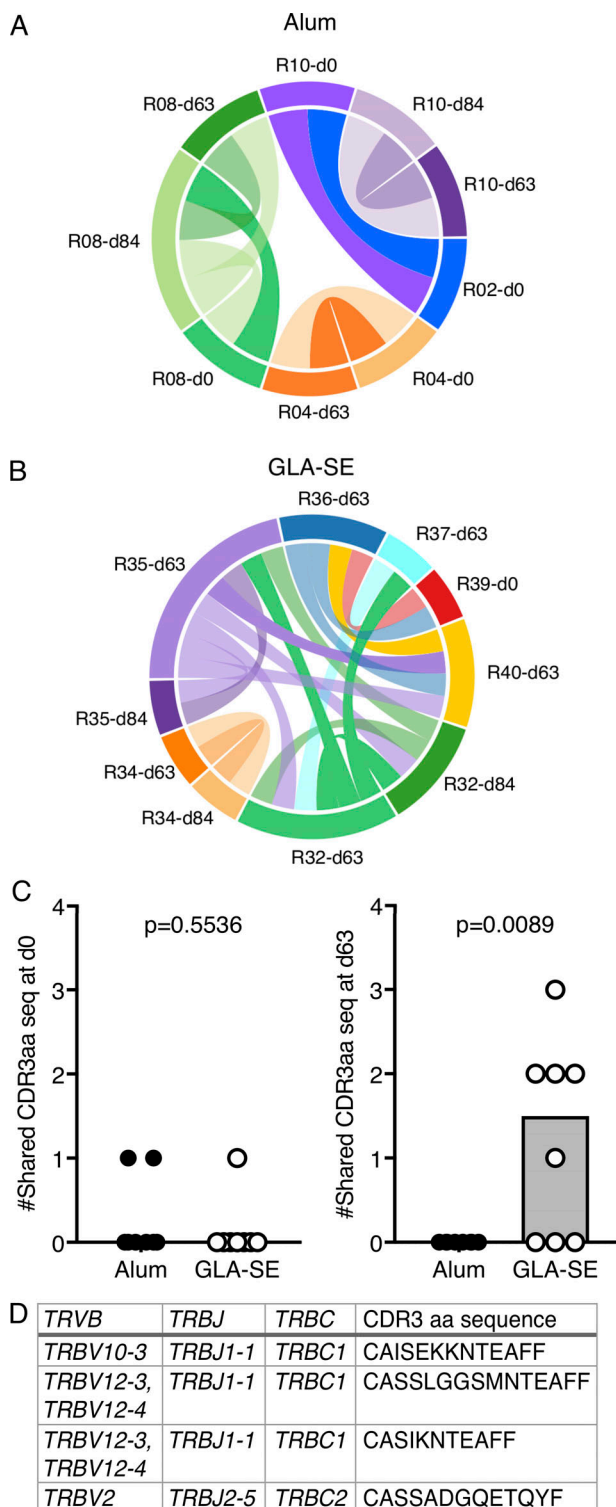 A
Alum
R10-d0
R08-d63
R10-d84
R10-d63
R08-d84
R02-d0
R08-d0
R04-d0
R04-d63
B
GLA-SE
R36-d63
R37-d63
R35-d63
R39-d0
R40-d63
R35-d84
R34-d63
R32-d84
R34-d84
R32-d63
C
#Shared CDR3aa seq at d0
4
3
2
1
0
p=0.5536
Alum
GLA-SE
#Shared CDR3aa seq at d63
4
3
2
1
0
p=0.0089
Alum
GLA-SE
D
TRVB TRBJ TRBC CDR3 aa sequence
TRBV10-3 TRBJ1-1 TRBC1 CAISEKKNTEAFF
TRBV12-3, TRBJ1-1 TRBC1 CASSLGGSMNTEAFF
TRBV12-4
TRBV12-3, TRBJ1-1 TRBC1 CASIKNTEAFF
TRBV12-4
TRBV2 TRBJ2-5 TRBC2 CASSADGQETQYF